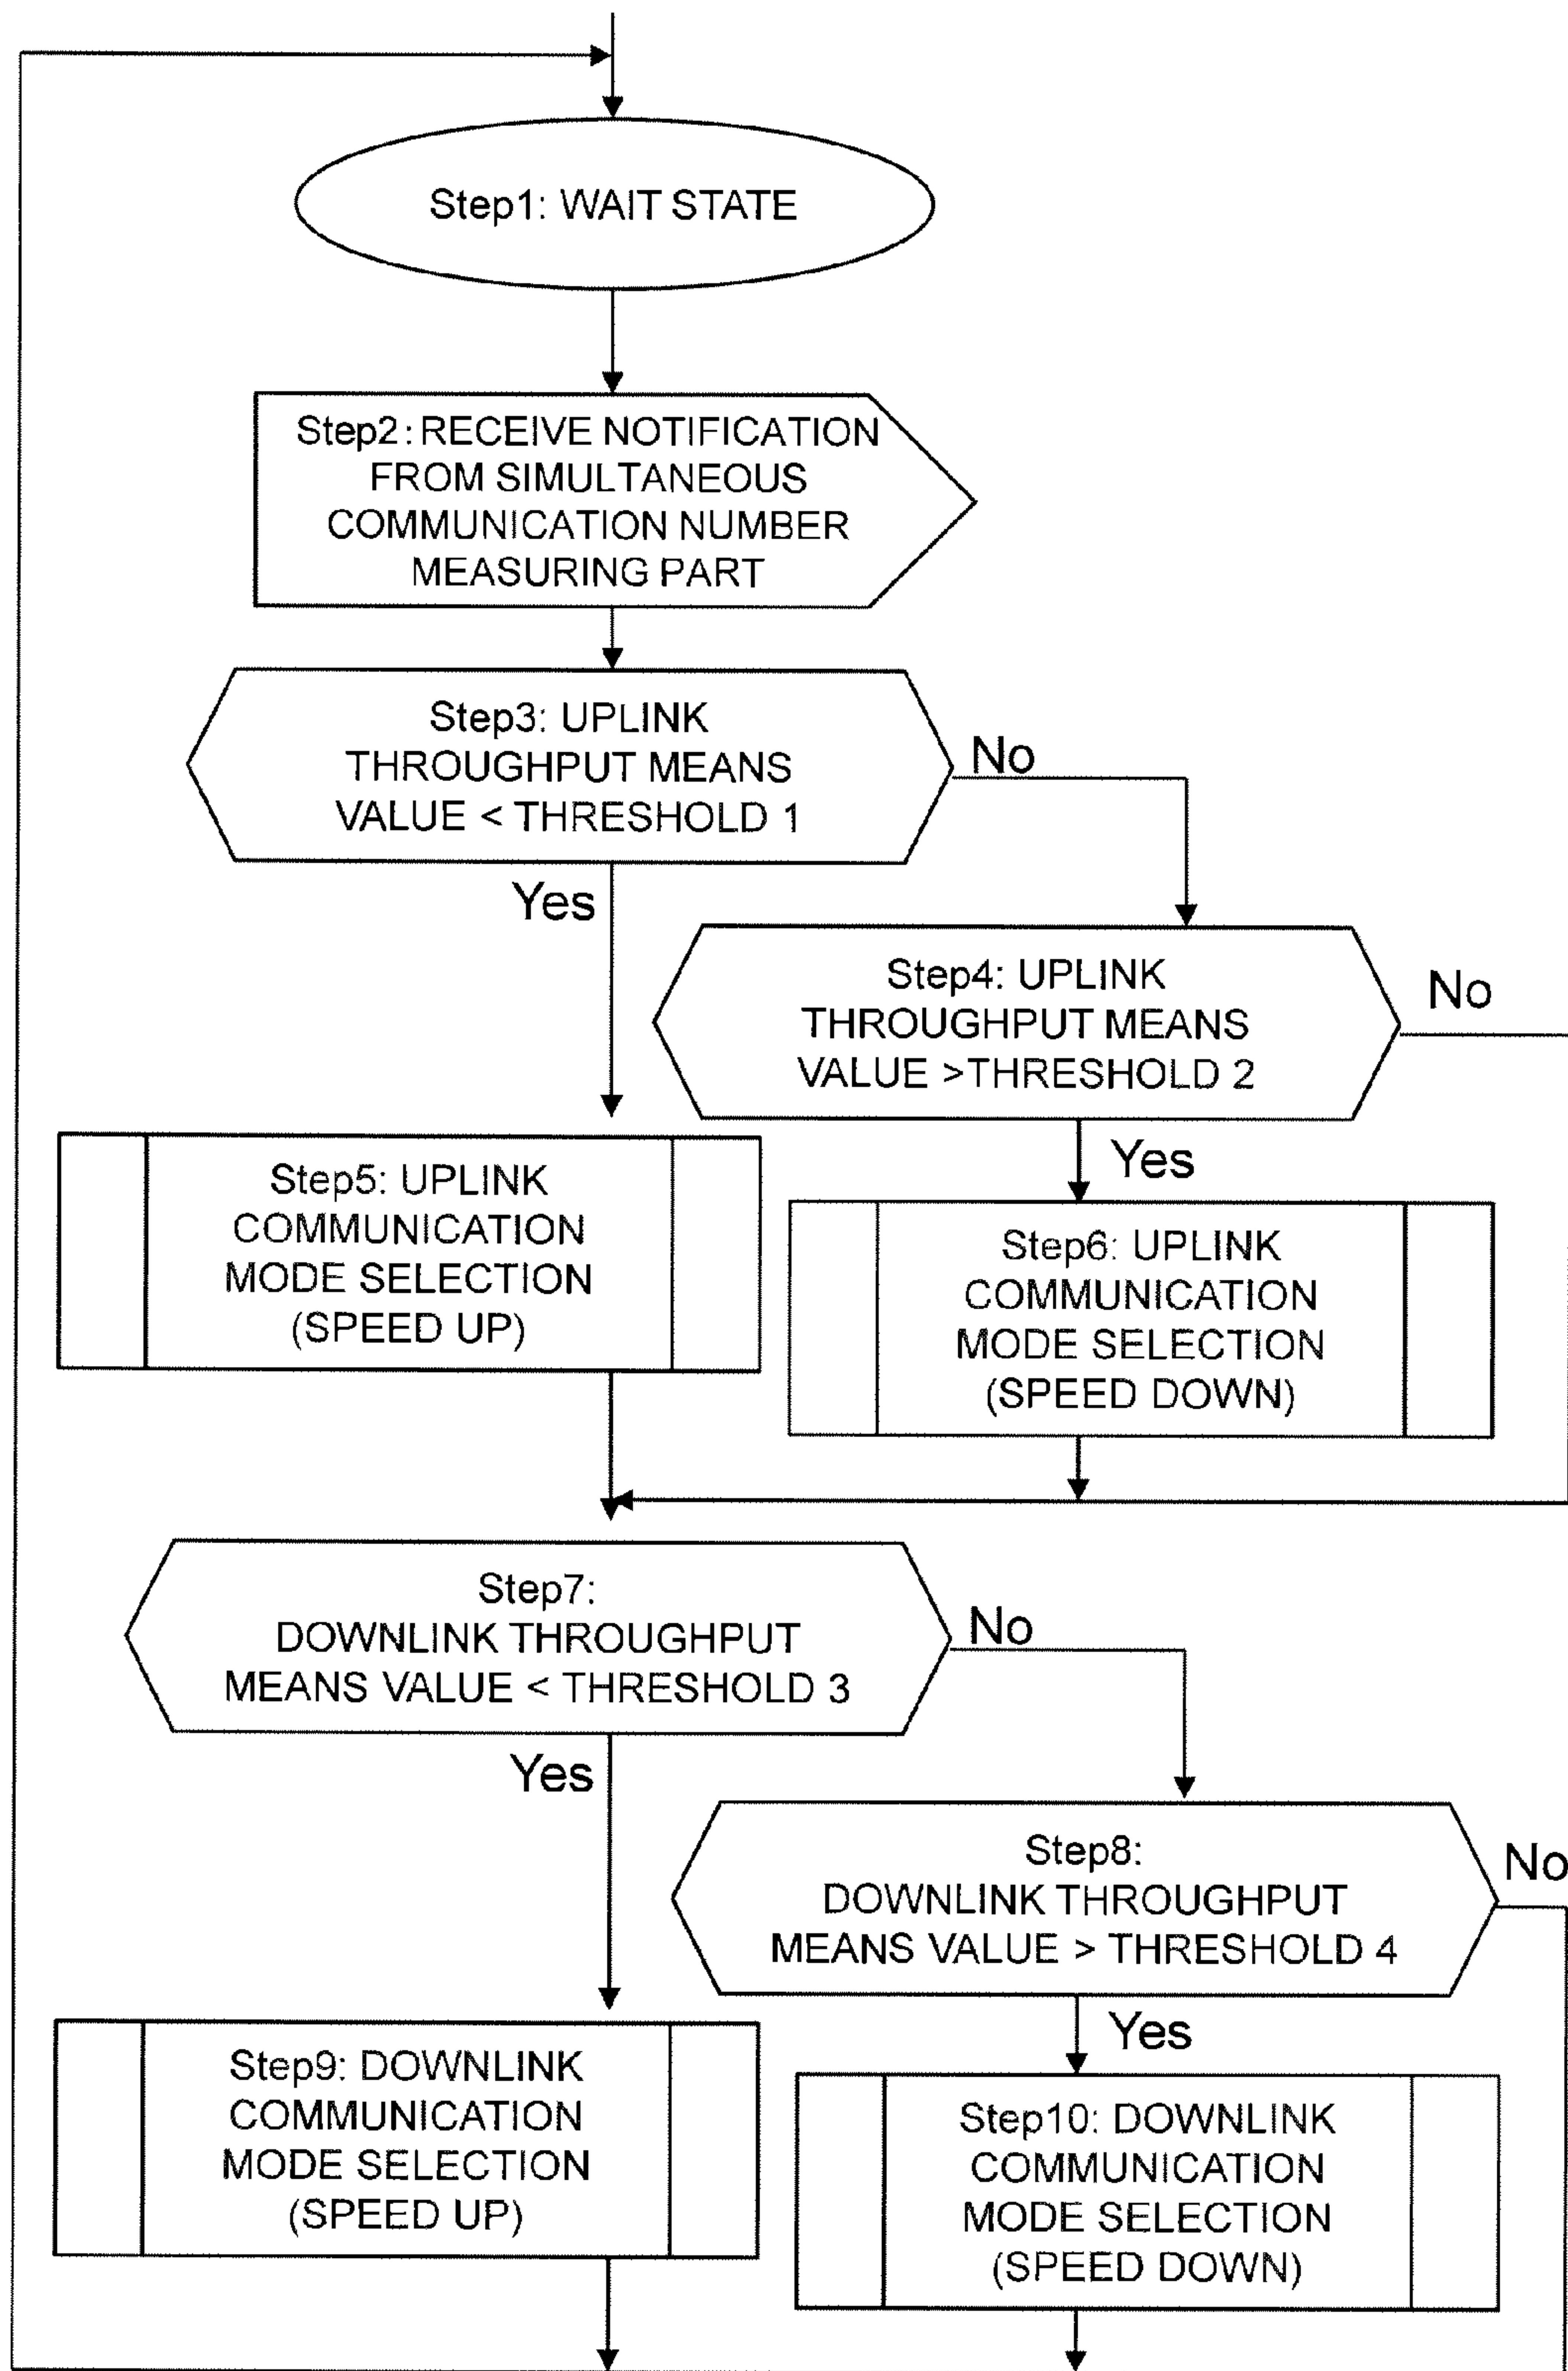 Step1: WAIT STATE
Step2: RECEIVE NOTIFICATION
FROM SIMULTANEOUS
COMMUNICATION NUMBER
MEASURING PART
Step3: UPLINK
THROUGHPUT MEANS
VALUE < THRESHOLD 1
No
Yes
Step4: UPLINK
THROUGHPUT MEANS
VALUE >THRESHOLD 2
No
Yes
Step5: UPLINK
COMMUNICATION
MODE SELECTION
(SPEED UP)
Step6: UPLINK
COMMUNICATION
MODE SELECTION
(SPEED DOWN)
Step7:
DOWNLINK THROUGHPUT
MEANS VALUE < THRESHOLD 3
No
Yes
Step8:
DOWNLINK THROUGHPUT
MEANS VALUE > THRESHOLD 4
No
Yes
Step9: DOWNLINK
COMMUNICATION
MODE SELECTION
(SPEED UP)
Step10: DOWNLINK
COMMUNICATION
MODE SELECTION
(SPEED DOWN)